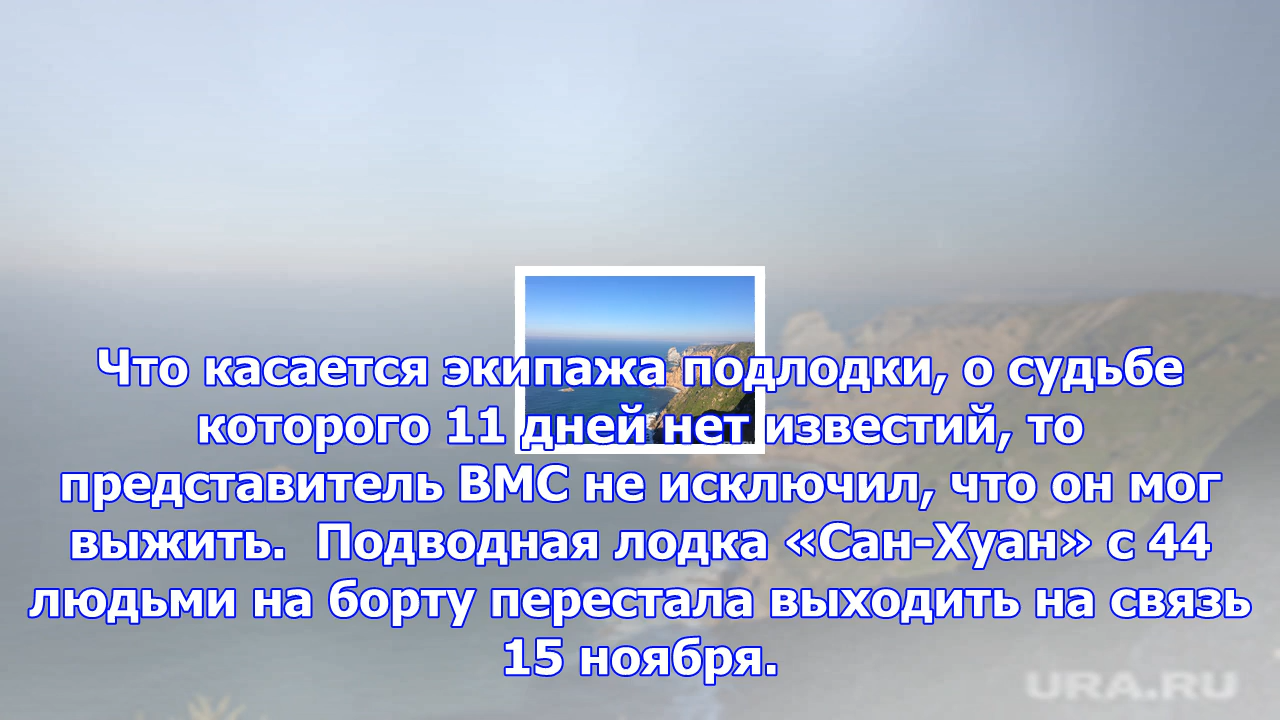 Что касается экипажа подлодки, о судьбе
которого 11 дней нет известий, то
представитель ВМС не исключил, что он мог
выжить.  Подводная лодка «Сан-Хуан» с 44
людьми на борту перестала выходить на связь
15 ноября.
URA.RU